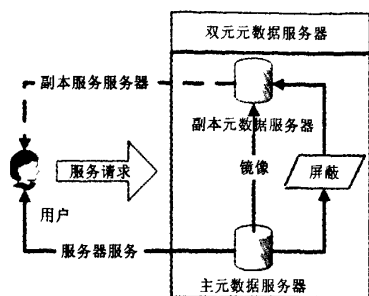 双元元数据服务器
副本服务服务器
副本元数据服务器
镜像
屏蔽
服务请求
用户
服务器服务
主元数据服务器